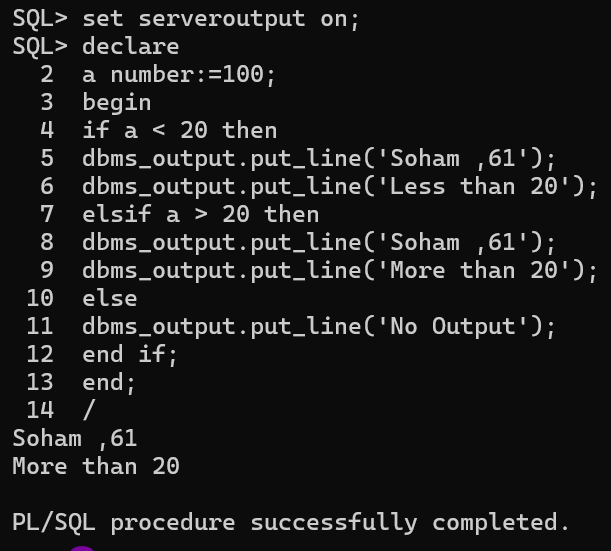 SQL> set serveroutput on;
SQL> declare
  2  a number:=100;
  3  begin
  4  if a < 20 then
  5  dbms_output.put_line('Soham ,61');
  6  dbms_output.put_line('Less than 20');
  7  elsif a > 20 then
  8  dbms_output.put_line('Soham ,61');
  9  dbms_output.put_line('More than 20');
 10  else
 11  dbms_output.put_line('No Output');
 12  end if;
 13  end;
 14  /
Soham ,61
More than 20

PL/SQL procedure successfully completed.